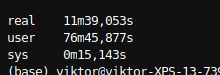 real 11m39,053s
user 76m45,877s
sys 0m15,143s
(base) viktor@viktor-XPS-13-73